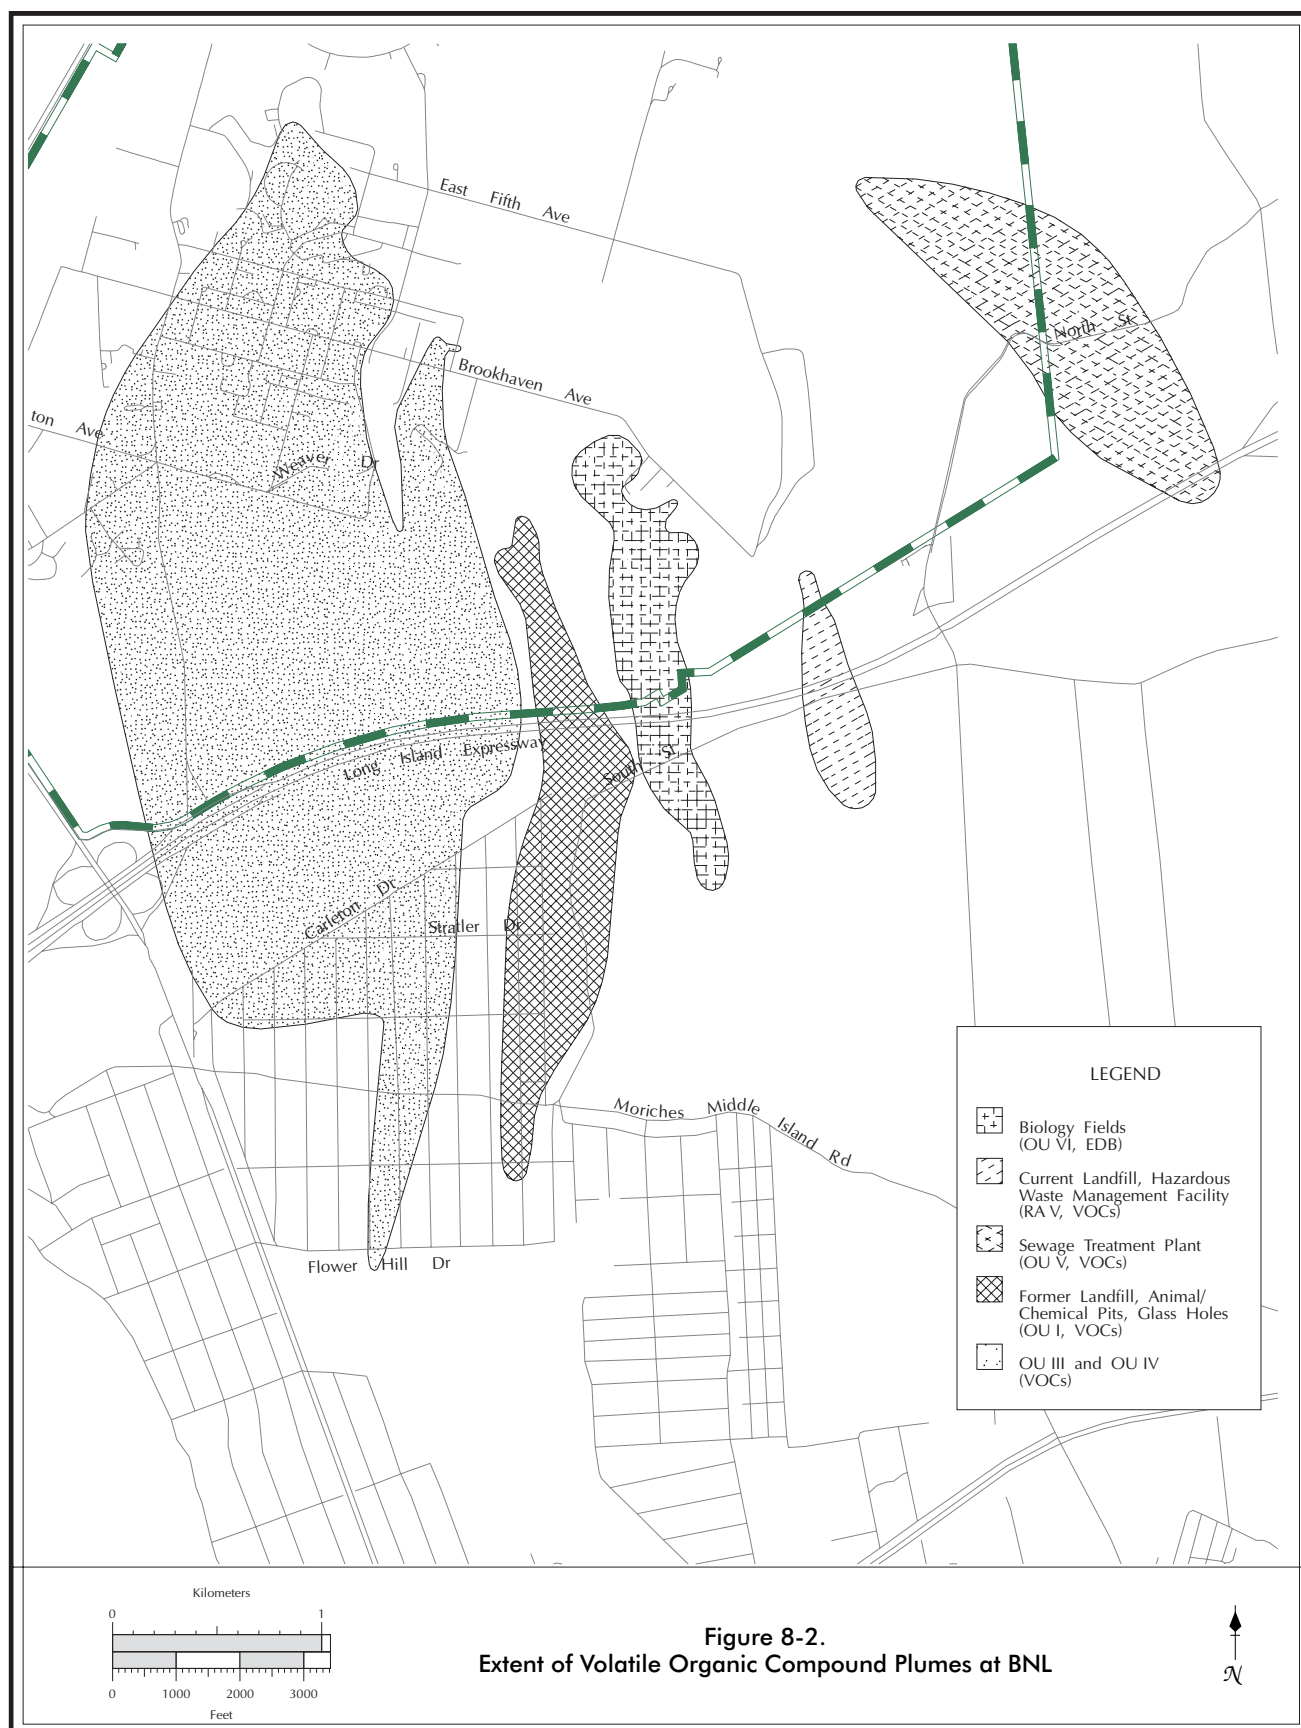 East Fifth Ave
North St
Brookhaven Ave
ton Ave
Weaver Dr
Long Island Expressway
South St
Carleton Dr
Stratler Dr
Moriches Middle Island Rd
Flower Hill Dr
LEGEND
Biology Fields
(OU VI, EDB)
Current Landfill, Hazardous
Waste Management Facility
(RA V, VOCs)
Sewage Treatment Plant
(OU V, VOCs)
Former Landfill, Animal/
Chemical Pits, Glass Holes
(OU I, VOCs)
OU III and OU IV
(VOCs)
Kilometers
0 1
0 1000 2000 3000
Feet
Figure 8-2.
Extent of Volatile Organic Compound Plumes at BNL
N